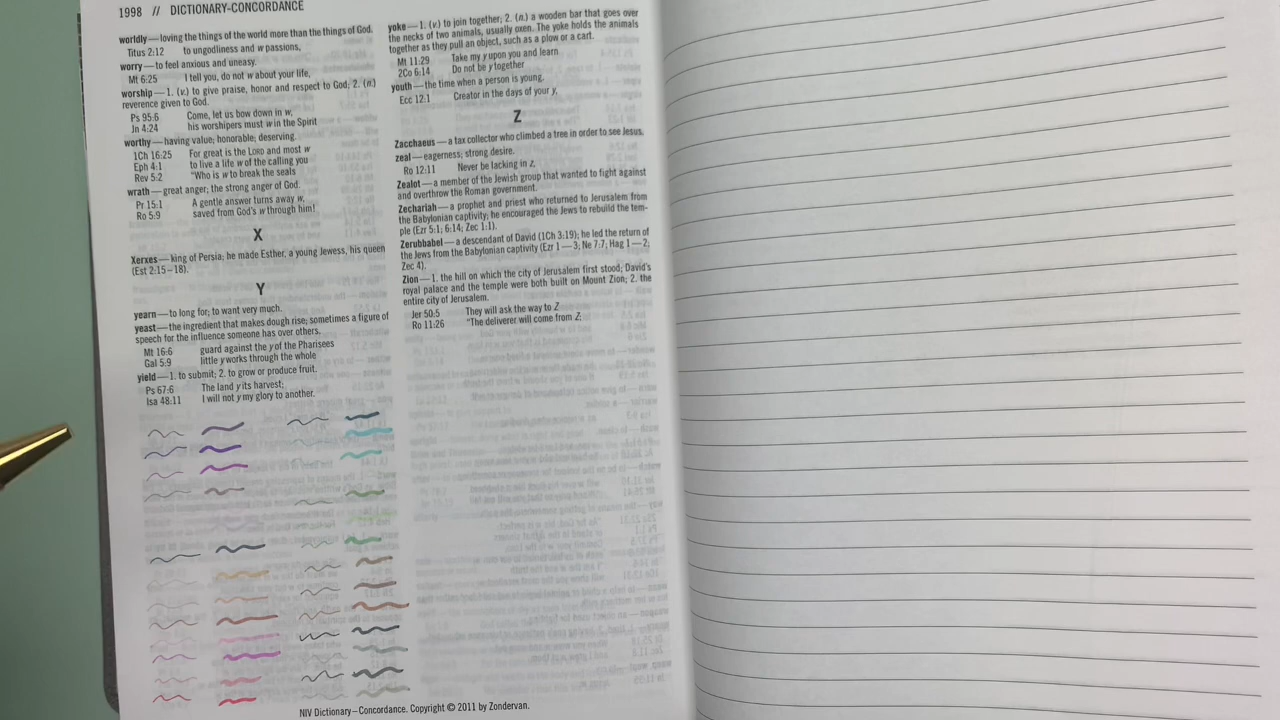 1998 // DICTIONARY-CONCORDANCE
worldly—loving the things of the world more than the things of God.
Titus 2:12 to ungodliness and w passions,
worry—to feel anxious and uneasy.
Mt 6:25 I tell you, do not w about your life,
worship—1. (v.) to give praise, honor and respect to God; 2. (n.)
reverence given to God.
Ps 95:6 Come, let us bow down in w,
Jn 4:24 his worshipers must w in the Spirit
worthy—having value; honorable; deserving.
1Ch 16:25 For great is the LORD and most w
Eph 4:1 to live a life w of the calling you
Rev 5:2 "Who is w to break the seals
wrath—great anger; the strong anger of God.
Pr 15:1 A gentle answer turns away w,
Ro 5:9 saved from God's w through him!
X
Xerxes—king of Persia; he made Esther, a young Jewess, his queen
(Est 2:15–18).
Y
yearn—to long for; to want very much.
yeast—the ingredient that makes dough rise; sometimes a figure of
speech for the influence someone has over others.
Mt 16:6 guard against the y of the Pharisees
Gal 5:9 little y works through the whole
yield—1. to submit; 2. to grow or produce fruit.
Ps 67:6 The land y its harvest;
Isa 48:11 I will not y my glory to another.
yoke—1. (v.) to join together; 2. (n.) a wooden bar that goes over
the necks of two animals, usually oxen. The yoke holds the animals
together as they pull an object, such as a plow or a cart.
Mt 11:29 Take my y upon you and learn
2Co 6:14 Do not be y together
youth—the time when a person is young.
Ecc 12:1 Creator in the days of your y,
Z
Zacchaeus—a tax collector who climbed a tree in order to see Jesus.
zeal—eagerness; strong desire.
Ro 12:11 Never be lacking in z,
Zealot—a member of the Jewish group that wanted to fight against
and overthrow the Roman government.
Zechariah—a prophet and priest who returned to Jerusalem from
the Babylonian captivity; he encouraged the Jews to rebuild the tem-
ple (Ezr 5:1; 6:14; Zec 1:1).
Zerubbabel—a descendant of David (1Ch 3:19); he led the return of
the Jews from the Babylonian captivity (Ezr 1—3; Ne 7:7; Hag 1—2;
Zec 4).
Zion—1. the hill on which the city of Jerusalem first stood; David's
royal palace and the temple were both built on Mount Zion; 2. the
entire city of Jerusalem.
Jer 50:5 They will ask the way to Z
Ro 11:26 "The deliverer will come from Z;
NIV Dictionary–Concordance. Copyright © 2011 by Zondervan.